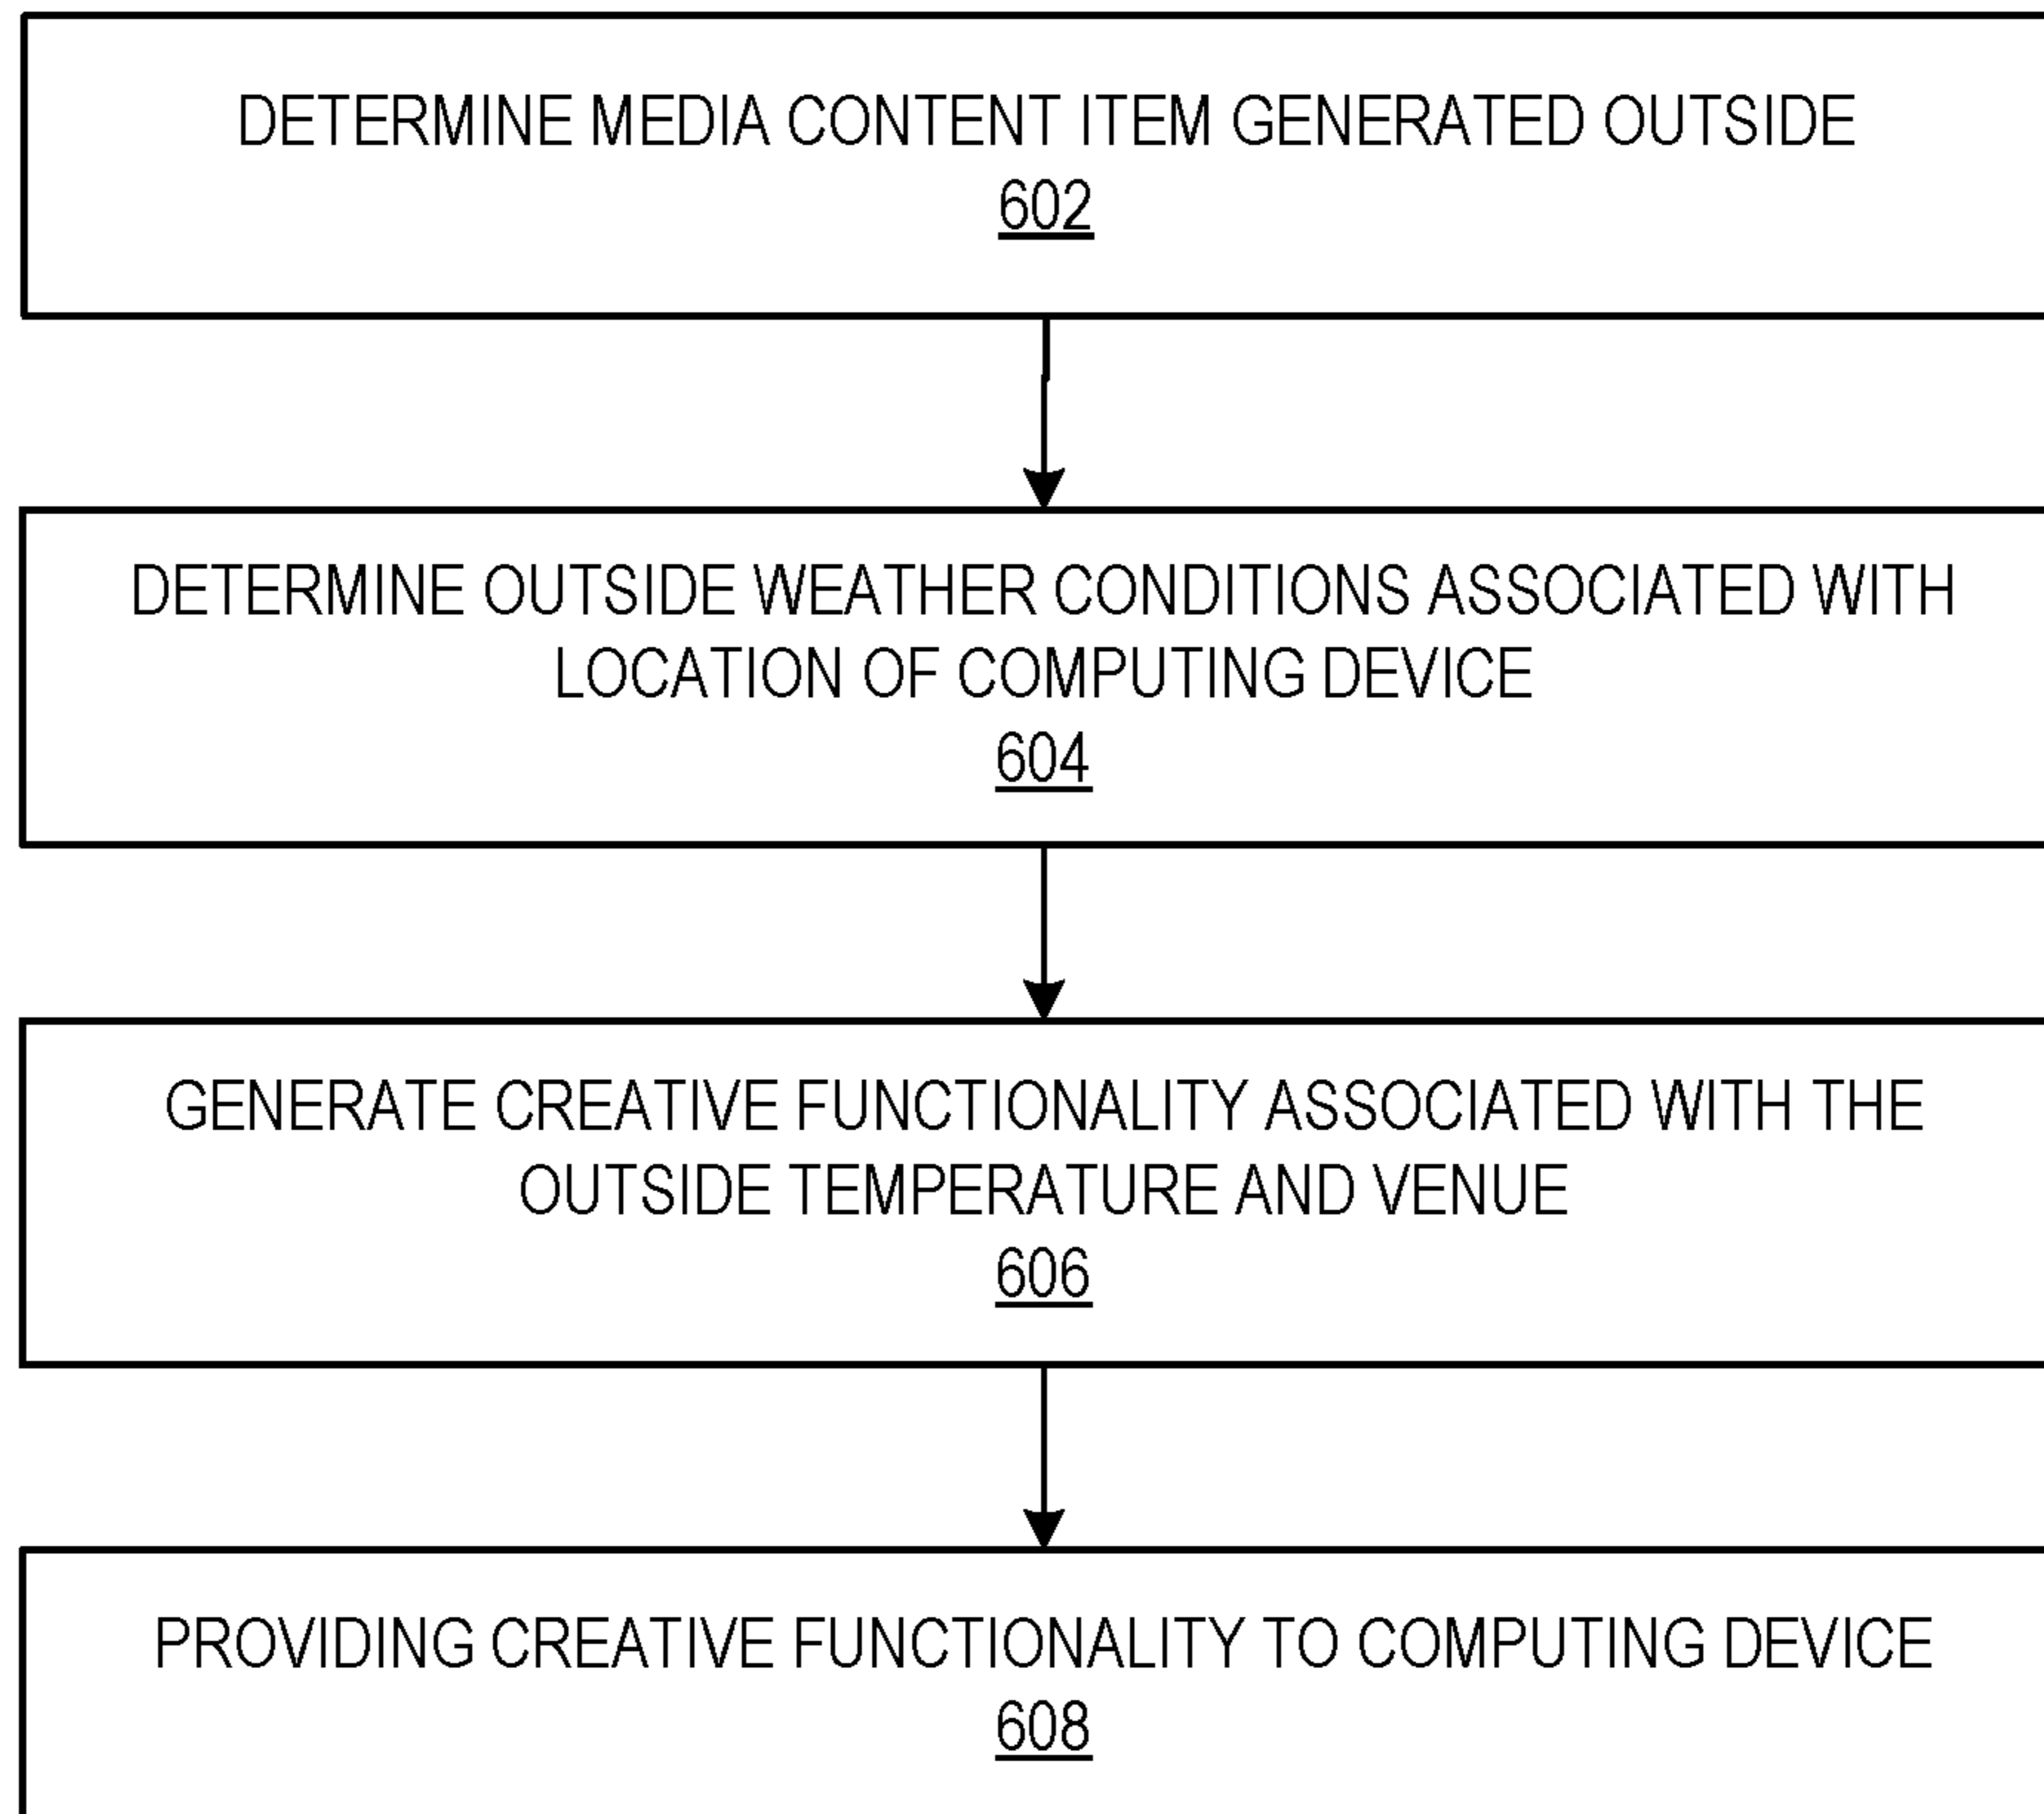 DETERMINE MEDIA CONTENT ITEM GENERATED OUTSIDE
602
DETERMINE OUTSIDE WEATHER CONDITIONS ASSOCIATED WITH
LOCATION OF COMPUTING DEVICE
604
GENERATE CREATIVE FUNCTIONALITY ASSOCIATED WITH THE
OUTSIDE TEMPERATURE AND VENUE
606
PROVIDING CREATIVE FUNCTIONALITY TO COMPUTING DEVICE
608